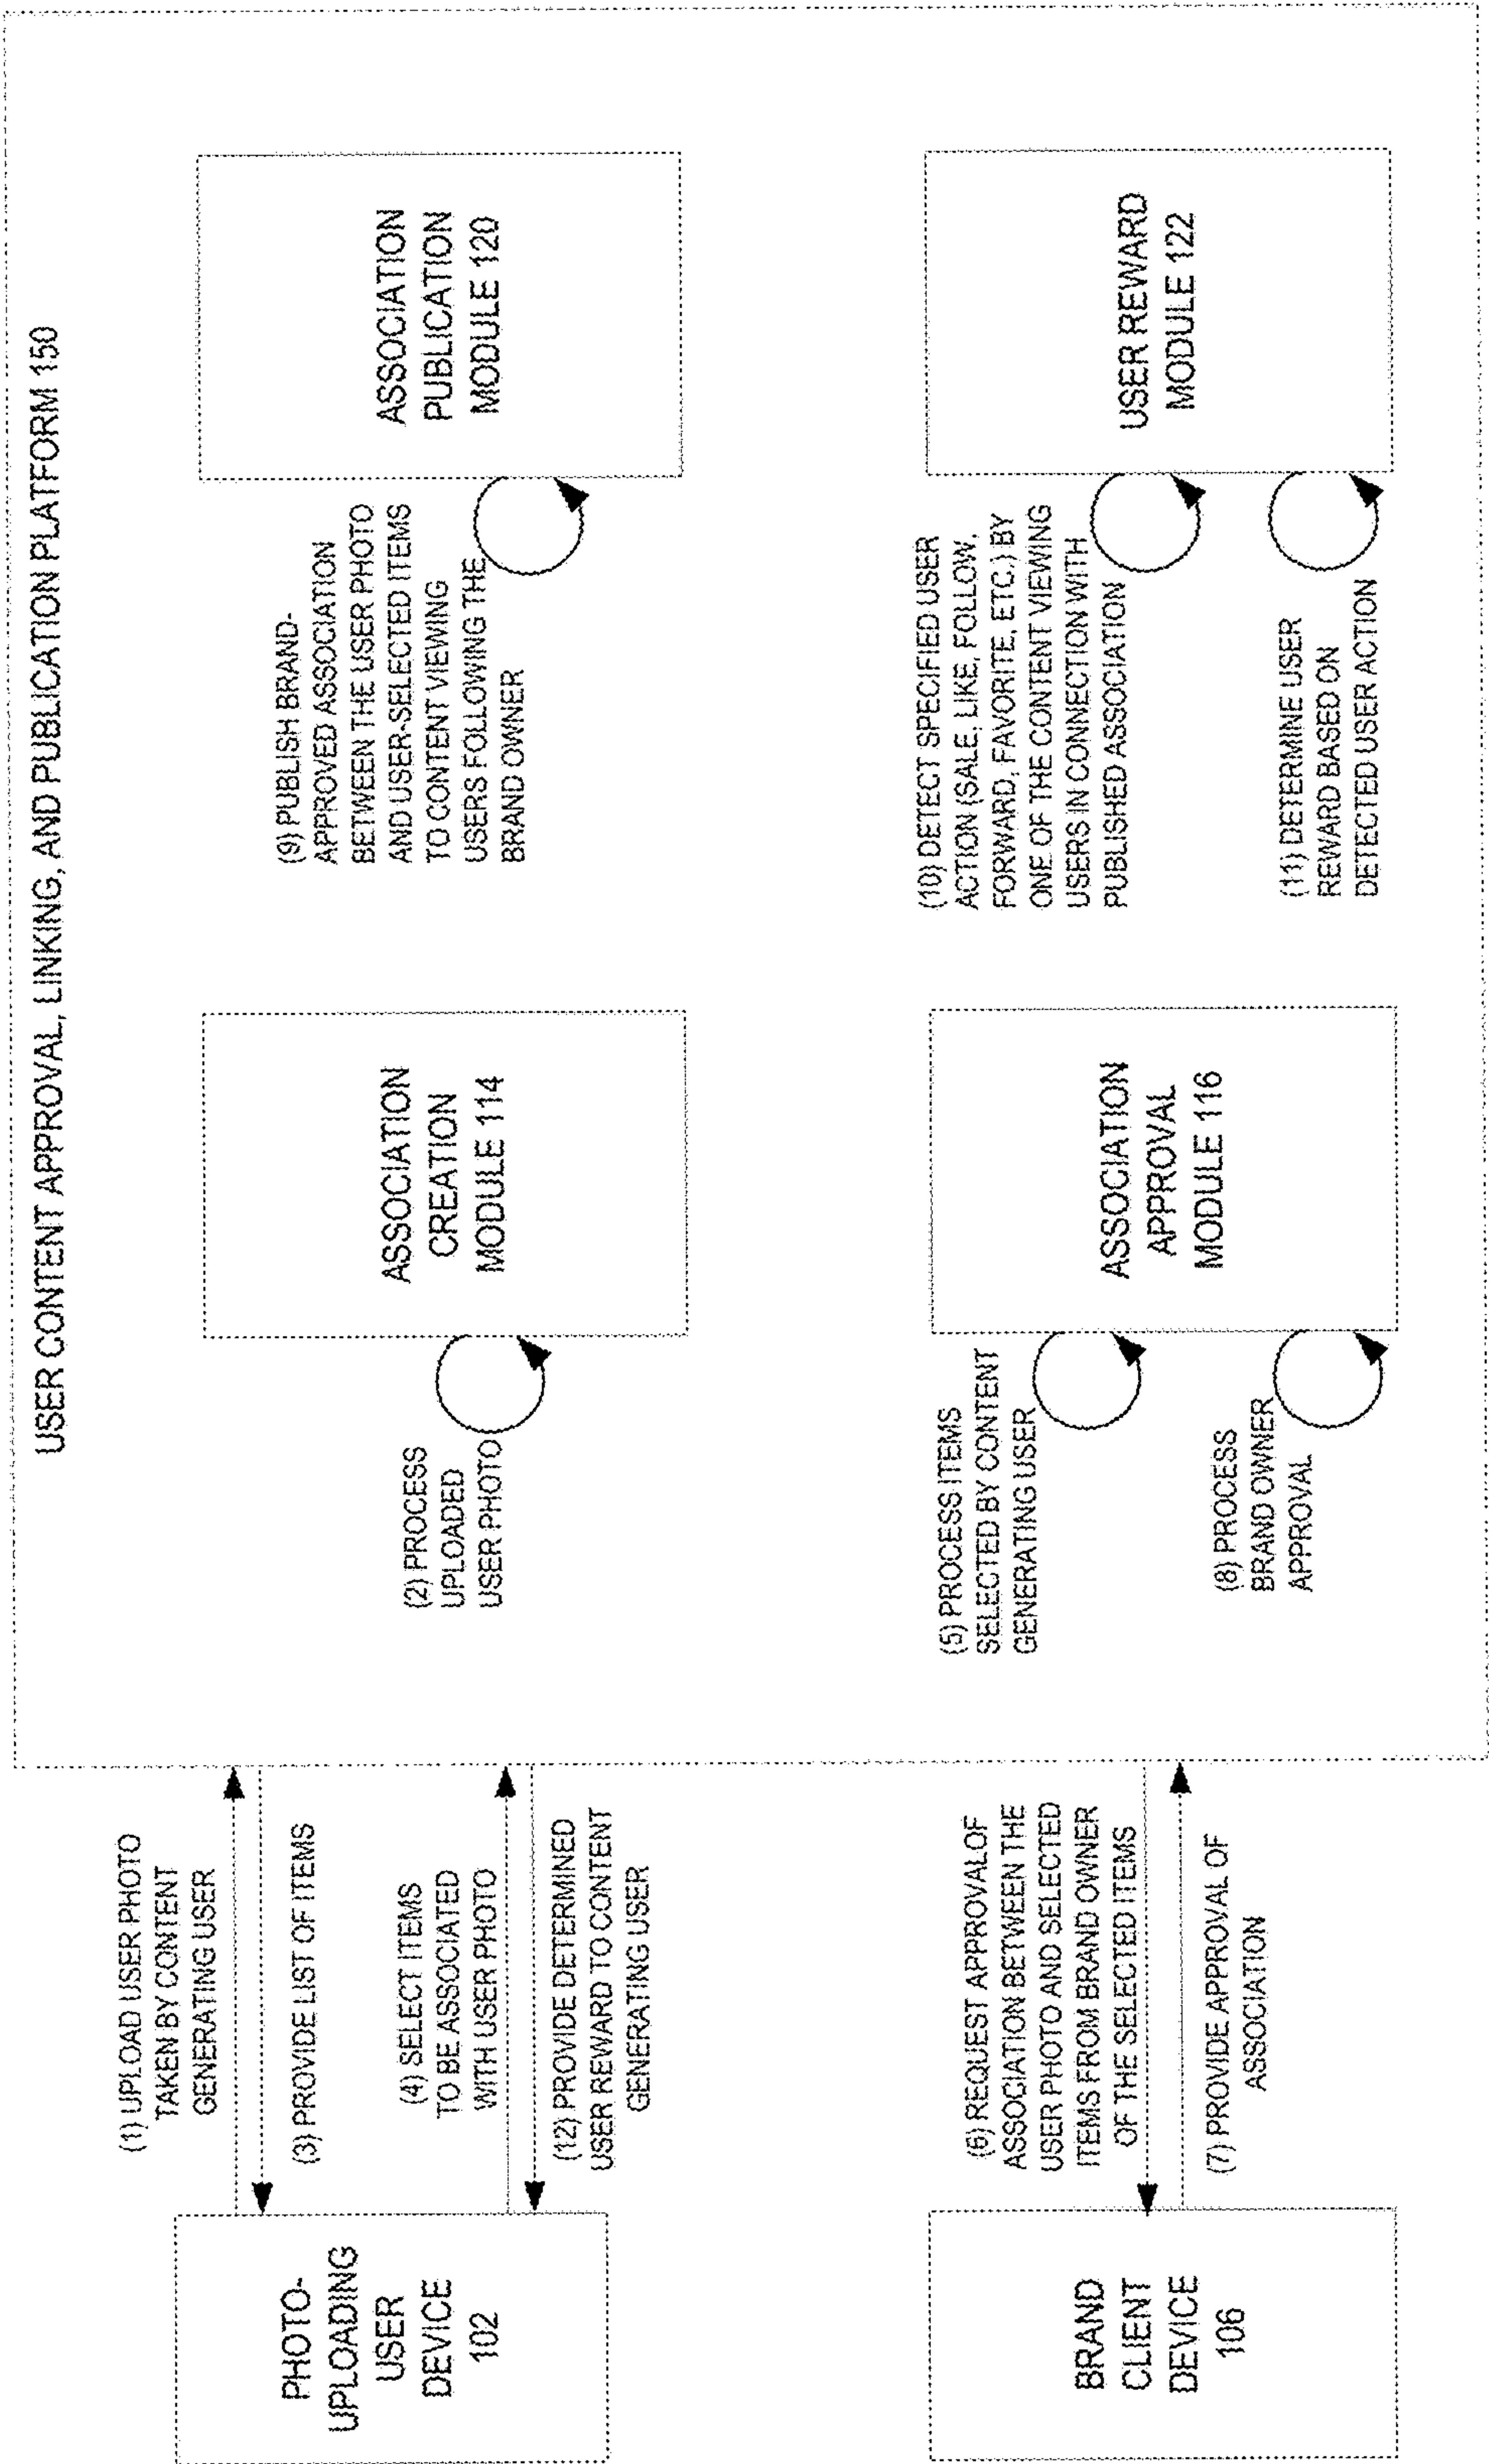 USER CONTENT APPROVAL, LINKING, AND PUBLICATION PLATFORM 150
PHOTO-
UPLOADING
USER
DEVICE
102
(1) UPLOAD USER PHOTO
TAKEN BY CONTENT
GENERATING USER
(3) PROVIDE LIST OF ITEMS
(4) SELECT ITEMS
TO BE ASSOCIATED
WITH USER PHOTO
(12) PROVIDE DETERMINED
USER REWARD TO CONTENT
GENERATING USER
(2) PROCESS
UPLOADED
USER PHOTO
ASSOCIATION
CREATION
MODULE 114
(9) PUBLISH BRAND-
APPROVED ASSOCIATION
BETWEEN THE USER PHOTO
AND USER-SELECTED ITEMS
TO CONTENT VIEWING
USERS FOLLOWING THE
BRAND OWNER
ASSOCIATION
PUBLICATION
MODULE 120
BRAND
CLIENT
DEVICE
106
(6) REQUEST APPROVAL OF
ASSOCIATION BETWEEN THE
USER PHOTO AND SELECTED
ITEMS FROM BRAND OWNER
OF THE SELECTED ITEMS
(7) PROVIDE APPROVAL OF
ASSOCIATION
(5) PROCESS ITEMS
SELECTED BY CONTENT
GENERATING USER
(8) PROCESS
BRAND OWNER
APPROVAL
ASSOCIATION
APPROVAL
MODULE 116
(10) DETECT SPECIFIED USER
ACTION (SALE, LIKE, FOLLOW,
FORWARD, FAVORITE, ETC.) BY
ONE OF THE CONTENT VIEWING
USERS IN CONNECTION WITH
PUBLISHED ASSOCIATION
(11) DETERMINE USER
REWARD BASED ON
DETECTED USER ACTION
USER REWARD
MODULE 122